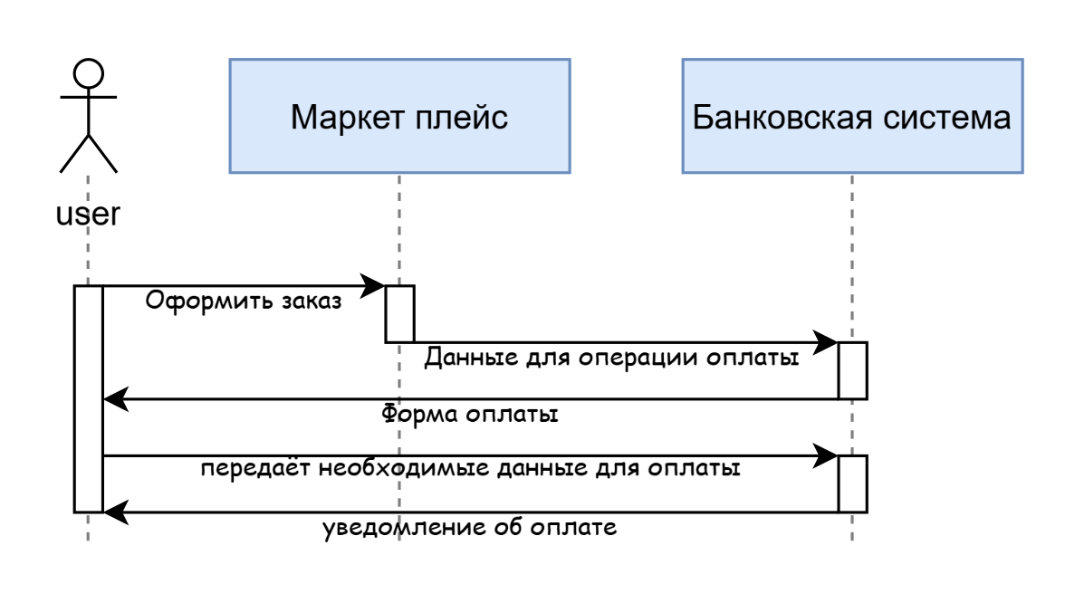 Маркет плейс
Банковская система
user
Оформить заказ
Данные для операции оплаты
Форма оплаты
передаёт необходимые данные для оплаты
уведомление об оплате